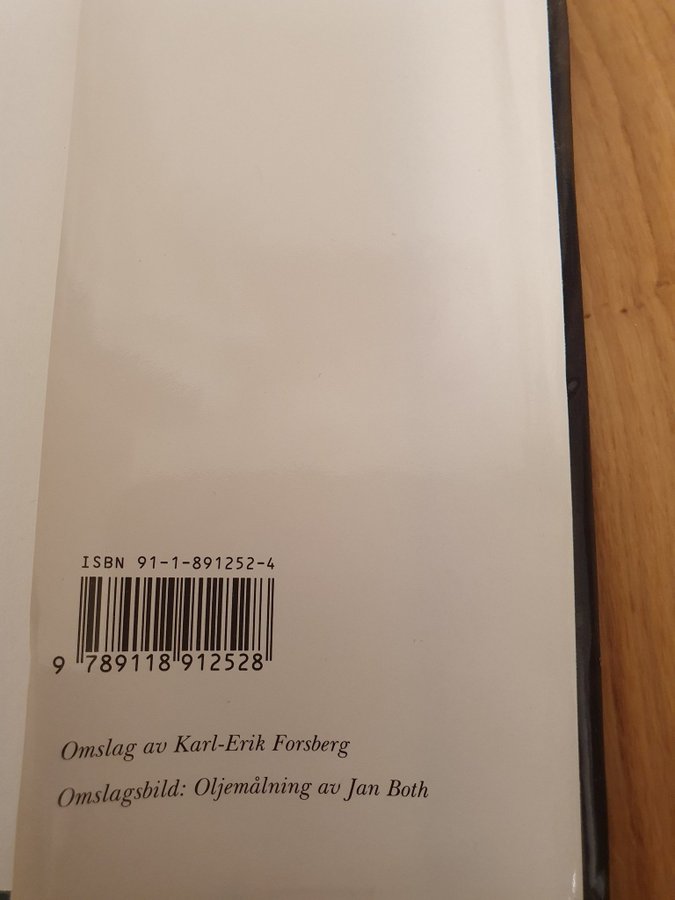 ISBN 91-1-891252-4
9 789118 912528
Omslag av Karl-Erik Forsberg
Omslagsbild: Oljemålning av Jan Both